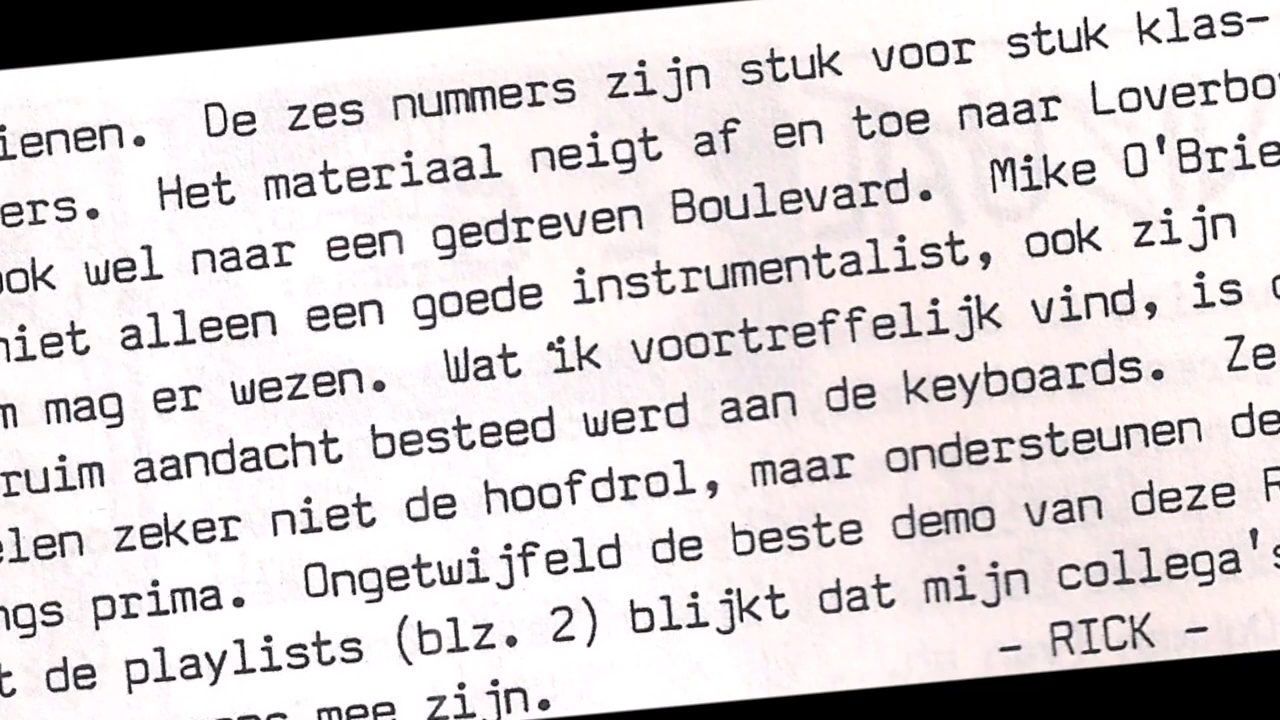 ienen. De zes nummers zijn stuk voor stuk klas-
ers. Het materiaal neigt af en toe naar Loverbo
ook wel naar een gedreven Boulevard. Mike O'Brie
niet alleen een goede instrumentalist, ook zijn
m mag er wezen. Wat ik voortreffelijk vind, is
ruim aandacht besteed werd aan de keyboards. Ze
elen zeker niet de hoofdrol, maar ondersteunen de
ngs prima. Ongetwijfeld de beste demo van deze
t de playlists (blz. 2) blijkt dat mijn collega's
mee zijn.
- RICK -